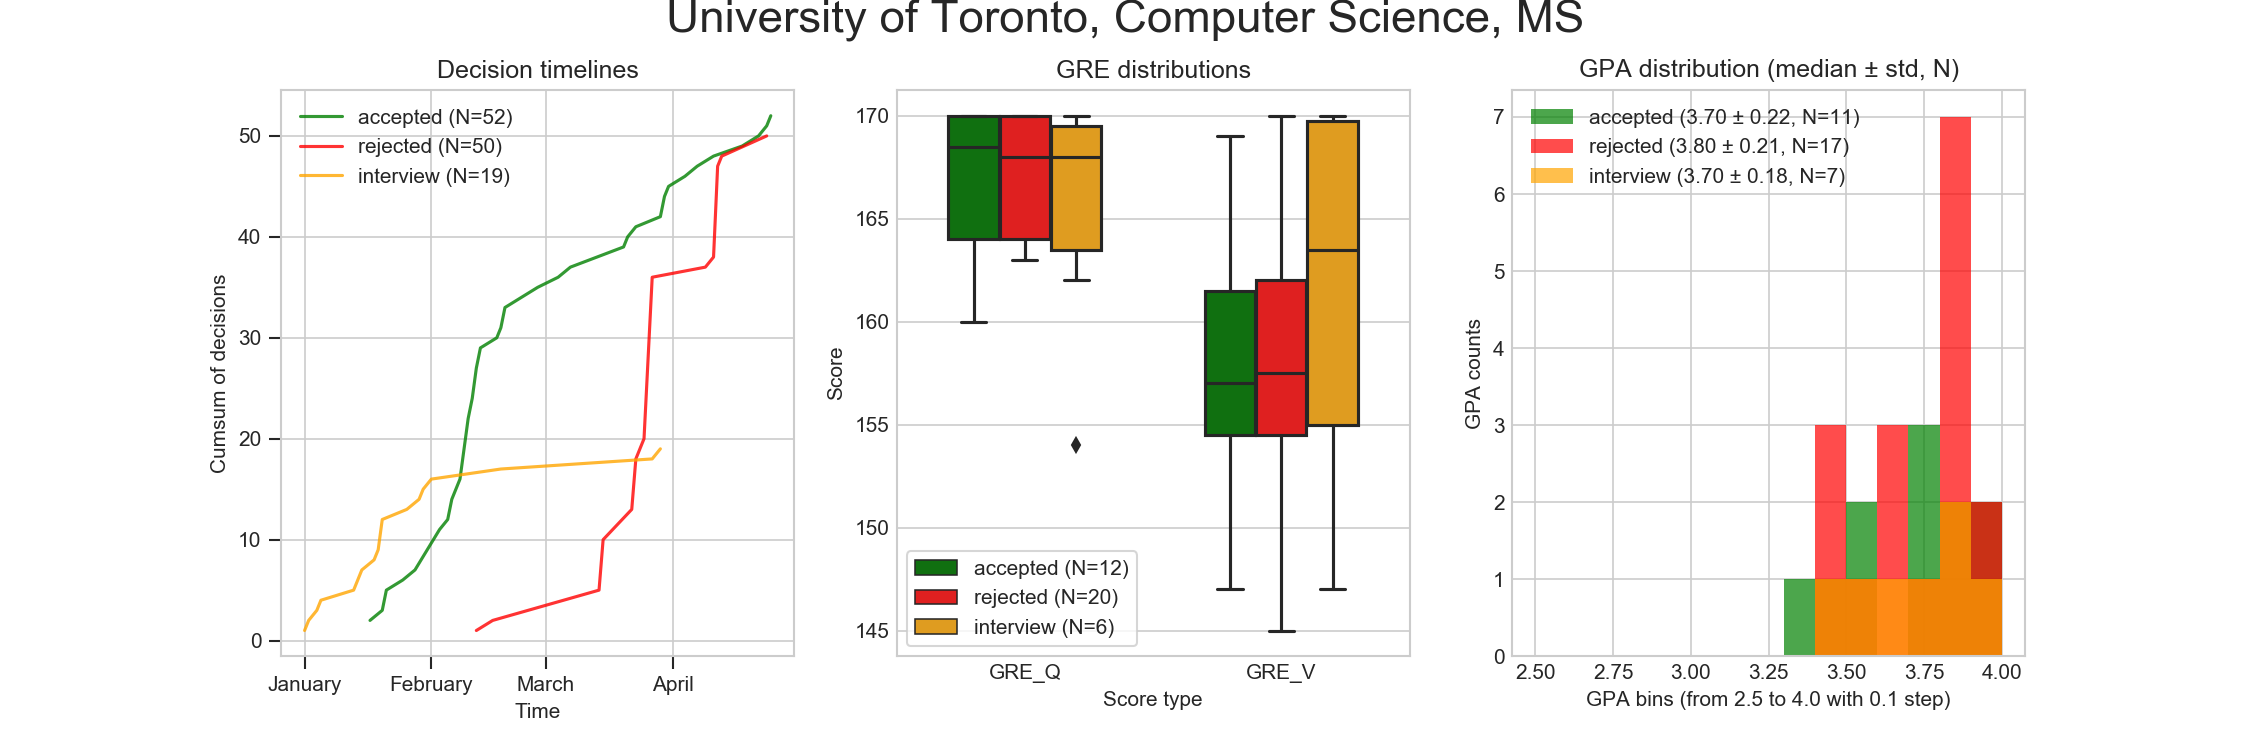 University of Toronto, Computer Science, MS
Decision timelines
accepted (N=52)
rejected (N=50)
interview (N=19)
Cumsum of decisions
50
40
30
20
10
0
January
February
March
April
Time
GRE distributions
Score
170
165
160
155
150
145
accepted (N=12)
rejected (N=20)
interview (N=6)
GRE_Q
GRE_V
Score type
GPA distribution (median ± std, N)
accepted (3.70 ± 0.22, N=11)
rejected (3.80 ± 0.21, N=17)
interview (3.70 ± 0.18, N=7)
GPA counts
7
6
5
4
3
2
1
0
2.50
2.75
3.00
3.25
3.50
3.75
4.00
GPA bins (from 2.5 to 4.0 with 0.1 step)